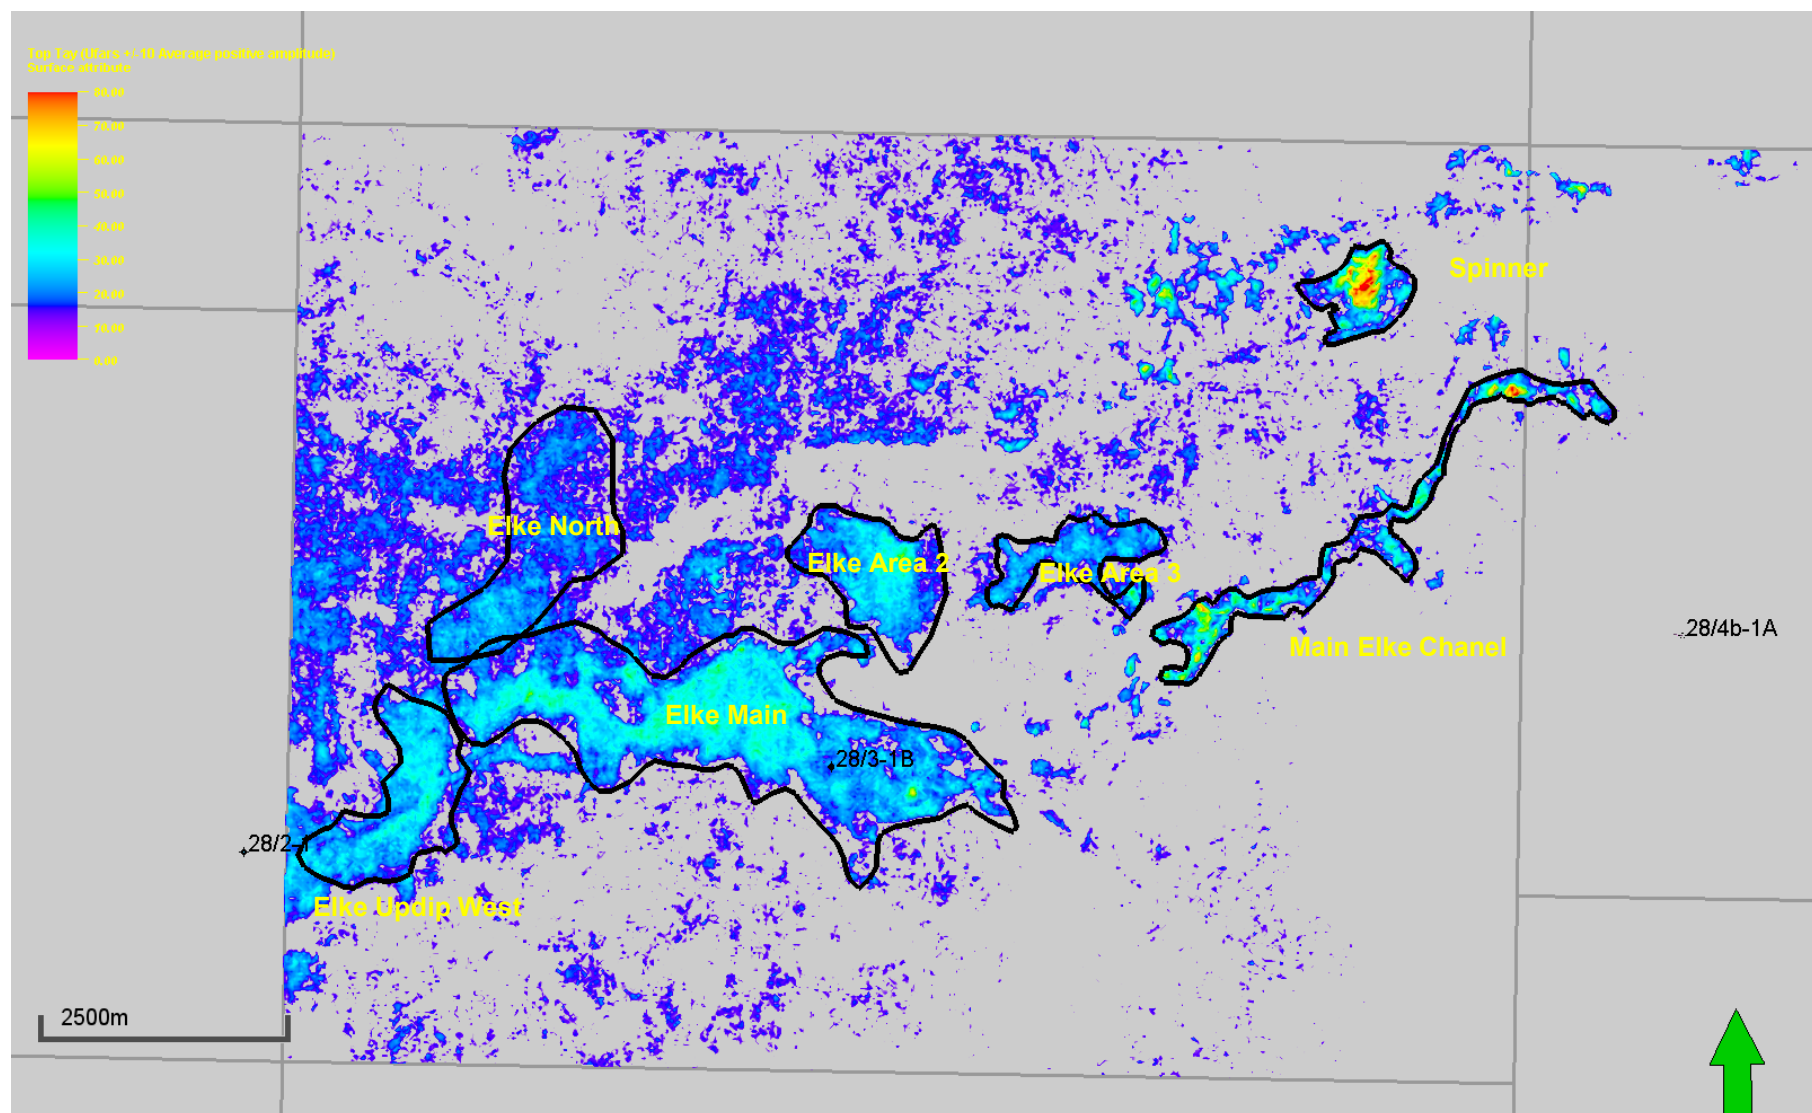 Top Tay (Ufars +/-10 Average positive amplitude)
Surface attribute
80.00
70.00
60.00
50.00
40.00
30.00
20.00
10.00
0.00
Spinner
Elke North
Elke Area 2
Elke Area 3
Main Elke Chanel
28/4b-1A
Elke Main
28/3-1B
28/2-1
Elke Updip West
2500m